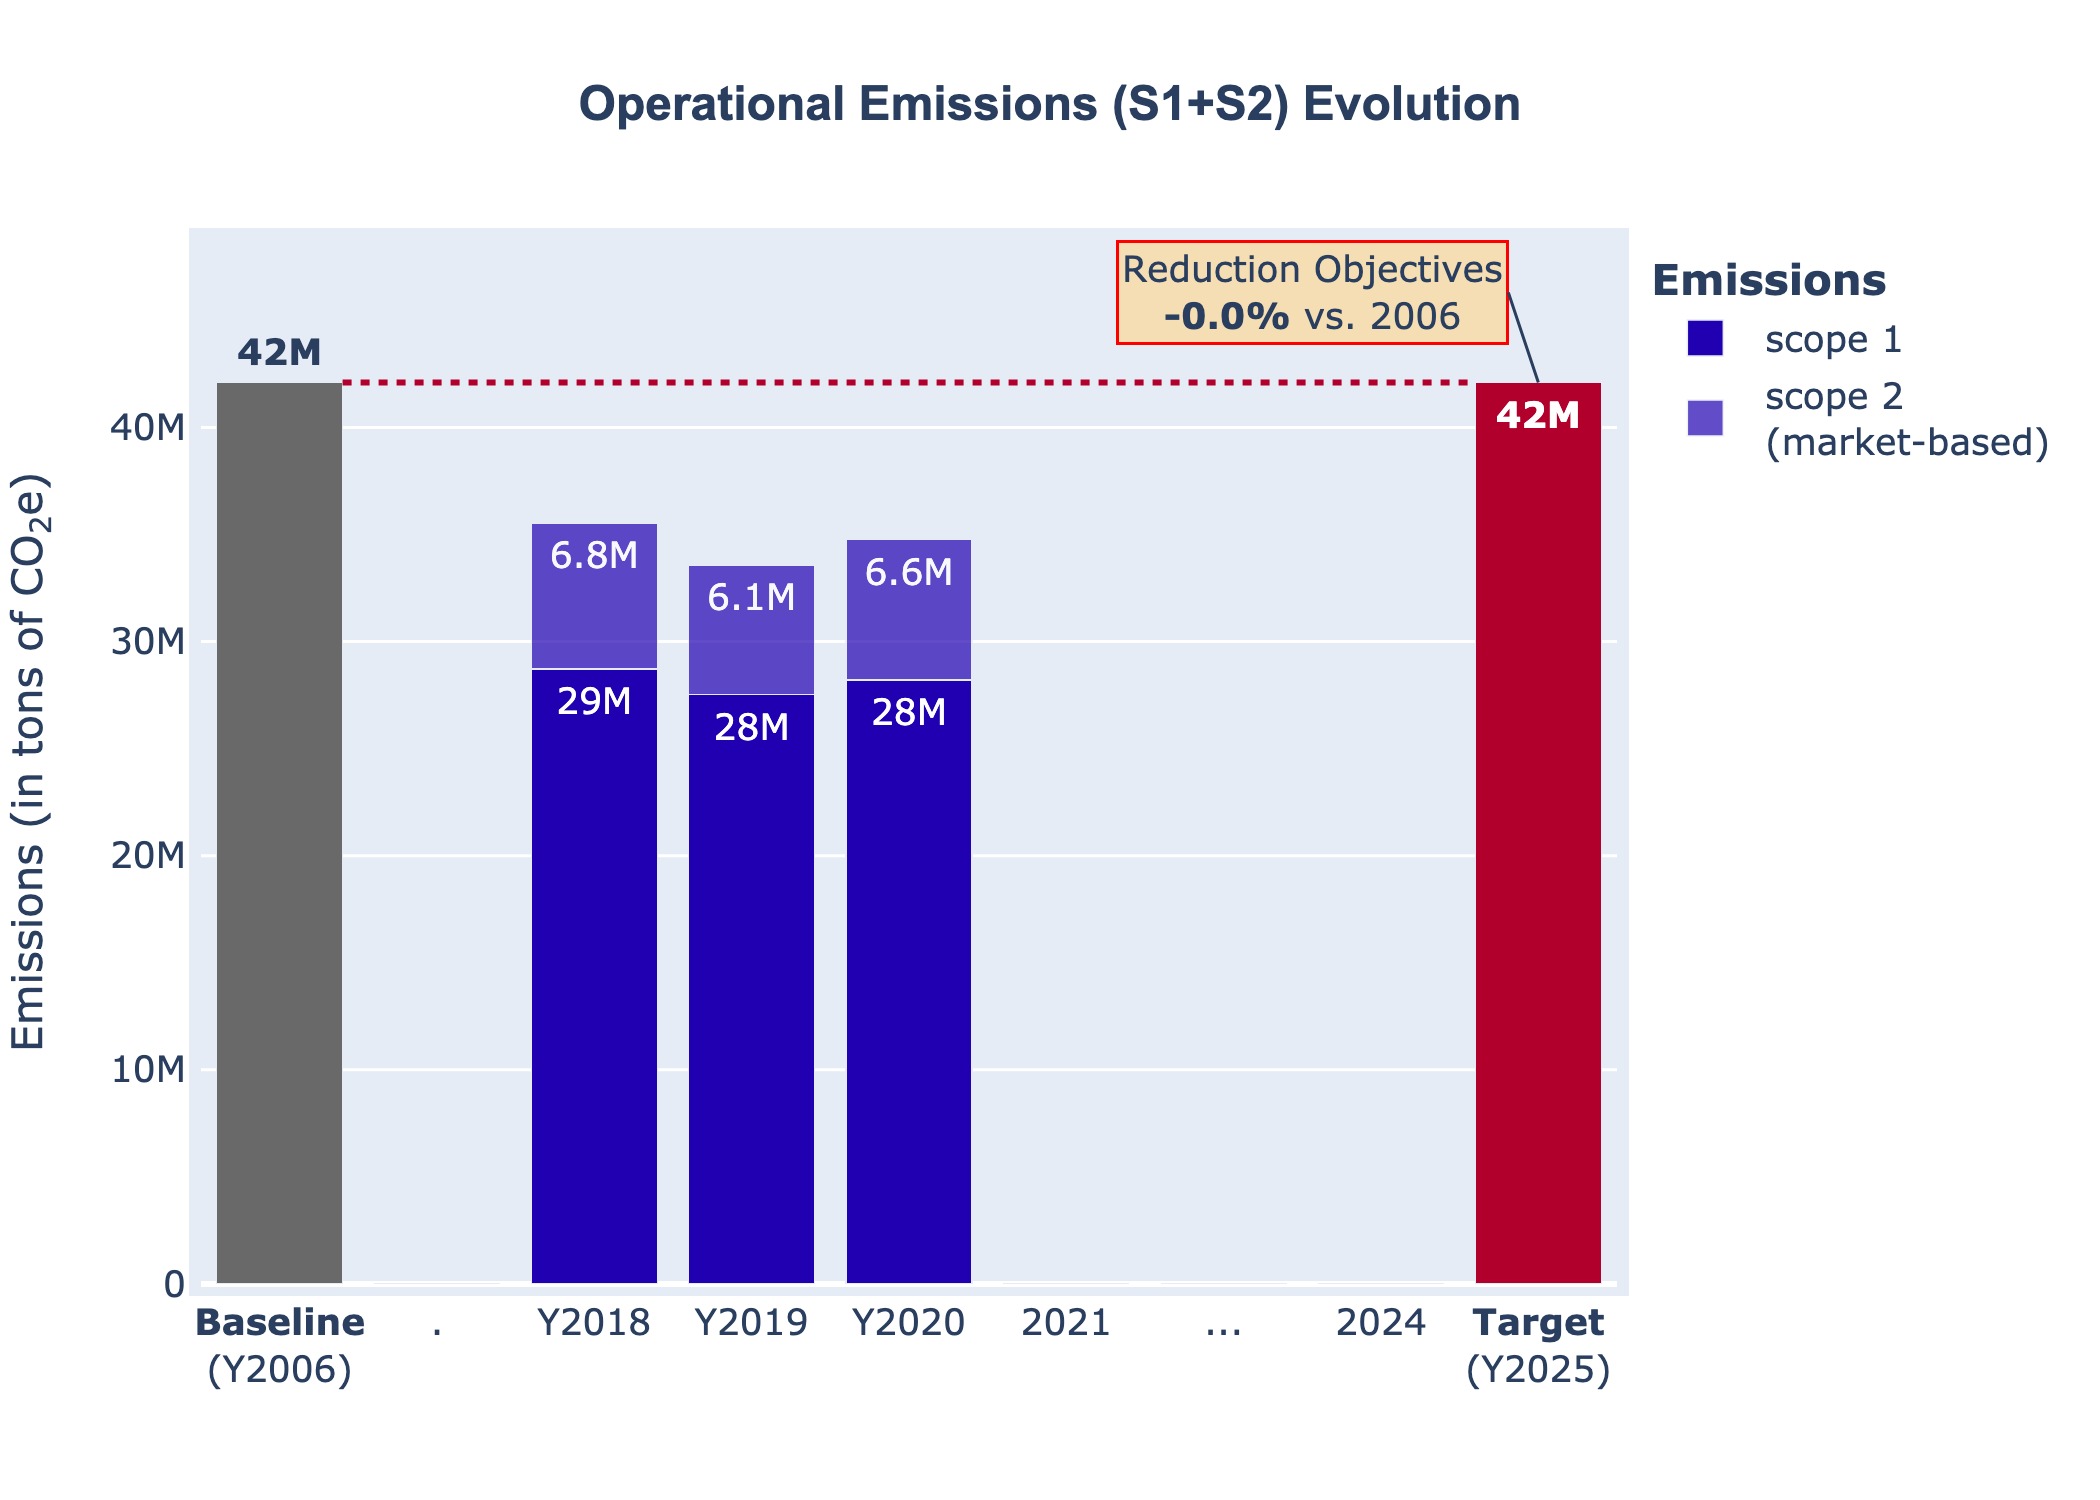 Operational Emissions (S1+S2) Evolution
Reduction Objectives
-0.0% vs. 2006
Emissions
scope 1
scope 2
(market-based)
Emissions (in tons of CO₂e)
40M
30M
20M
10M
0
42M
6.8M
29M
6.1M
28M
6.6M
28M
42M
Baseline
(Y2006)
.
Y2018
Y2019
Y2020
2021
...
2024
Target
(Y2025)